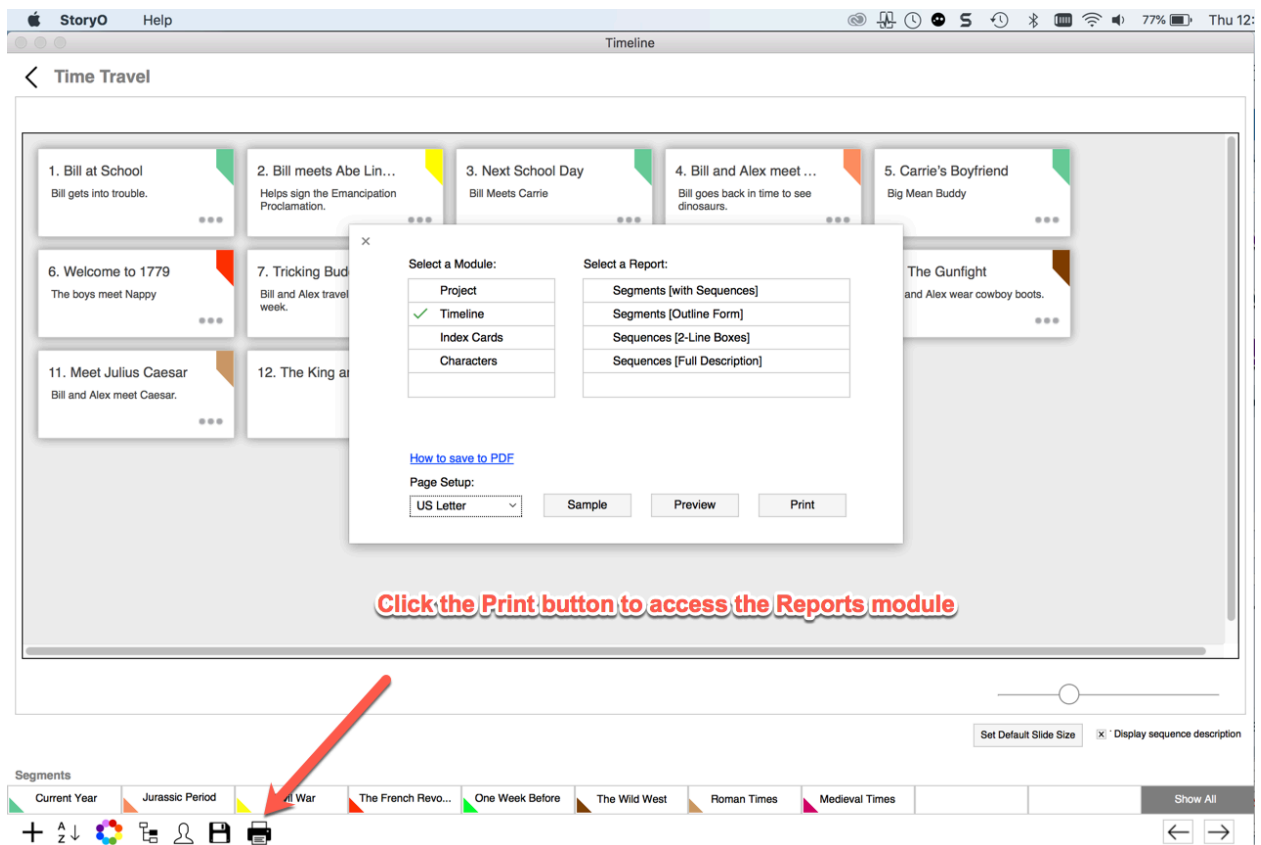 StoryO Help 77% Thu 12:
Timeline
Time Travel
1. Bill at School
Bill gets into trouble.
2. Bill meets Abe Lin...
Helps sign the Emancipation
Proclamation.
3. Next School Day
Bill Meets Carrie
4. Bill and Alex meet ...
Bill goes back in time to see
dinosaurs.
5. Carrie's Boyfriend
Big Mean Buddy
6. Welcome to 1779
The boys meet Nappy
7. Tricking Bud
Bill and Alex travel
week.
The Gunfight
and Alex wear cowboy boots.
11. Meet Julius Caesar
Bill and Alex meet Caesar.
12. The King a
Select a Module:
Project
Timeline
Index Cards
Characters
Select a Report:
Segments [with Sequences]
Segments [Outline Form]
Sequences [2-Line Boxes]
Sequences [Full Description]
How to save to PDF
Page Setup:
US Letter
Sample
Preview
Print
Click the Print button to access the Reports module
Set Default Slide Size
Display sequence description
Segments
Current Year
Jurassic Period
War
The French Revo...
One Week Before
The Wild West
Roman Times
Medieval Times
Show All